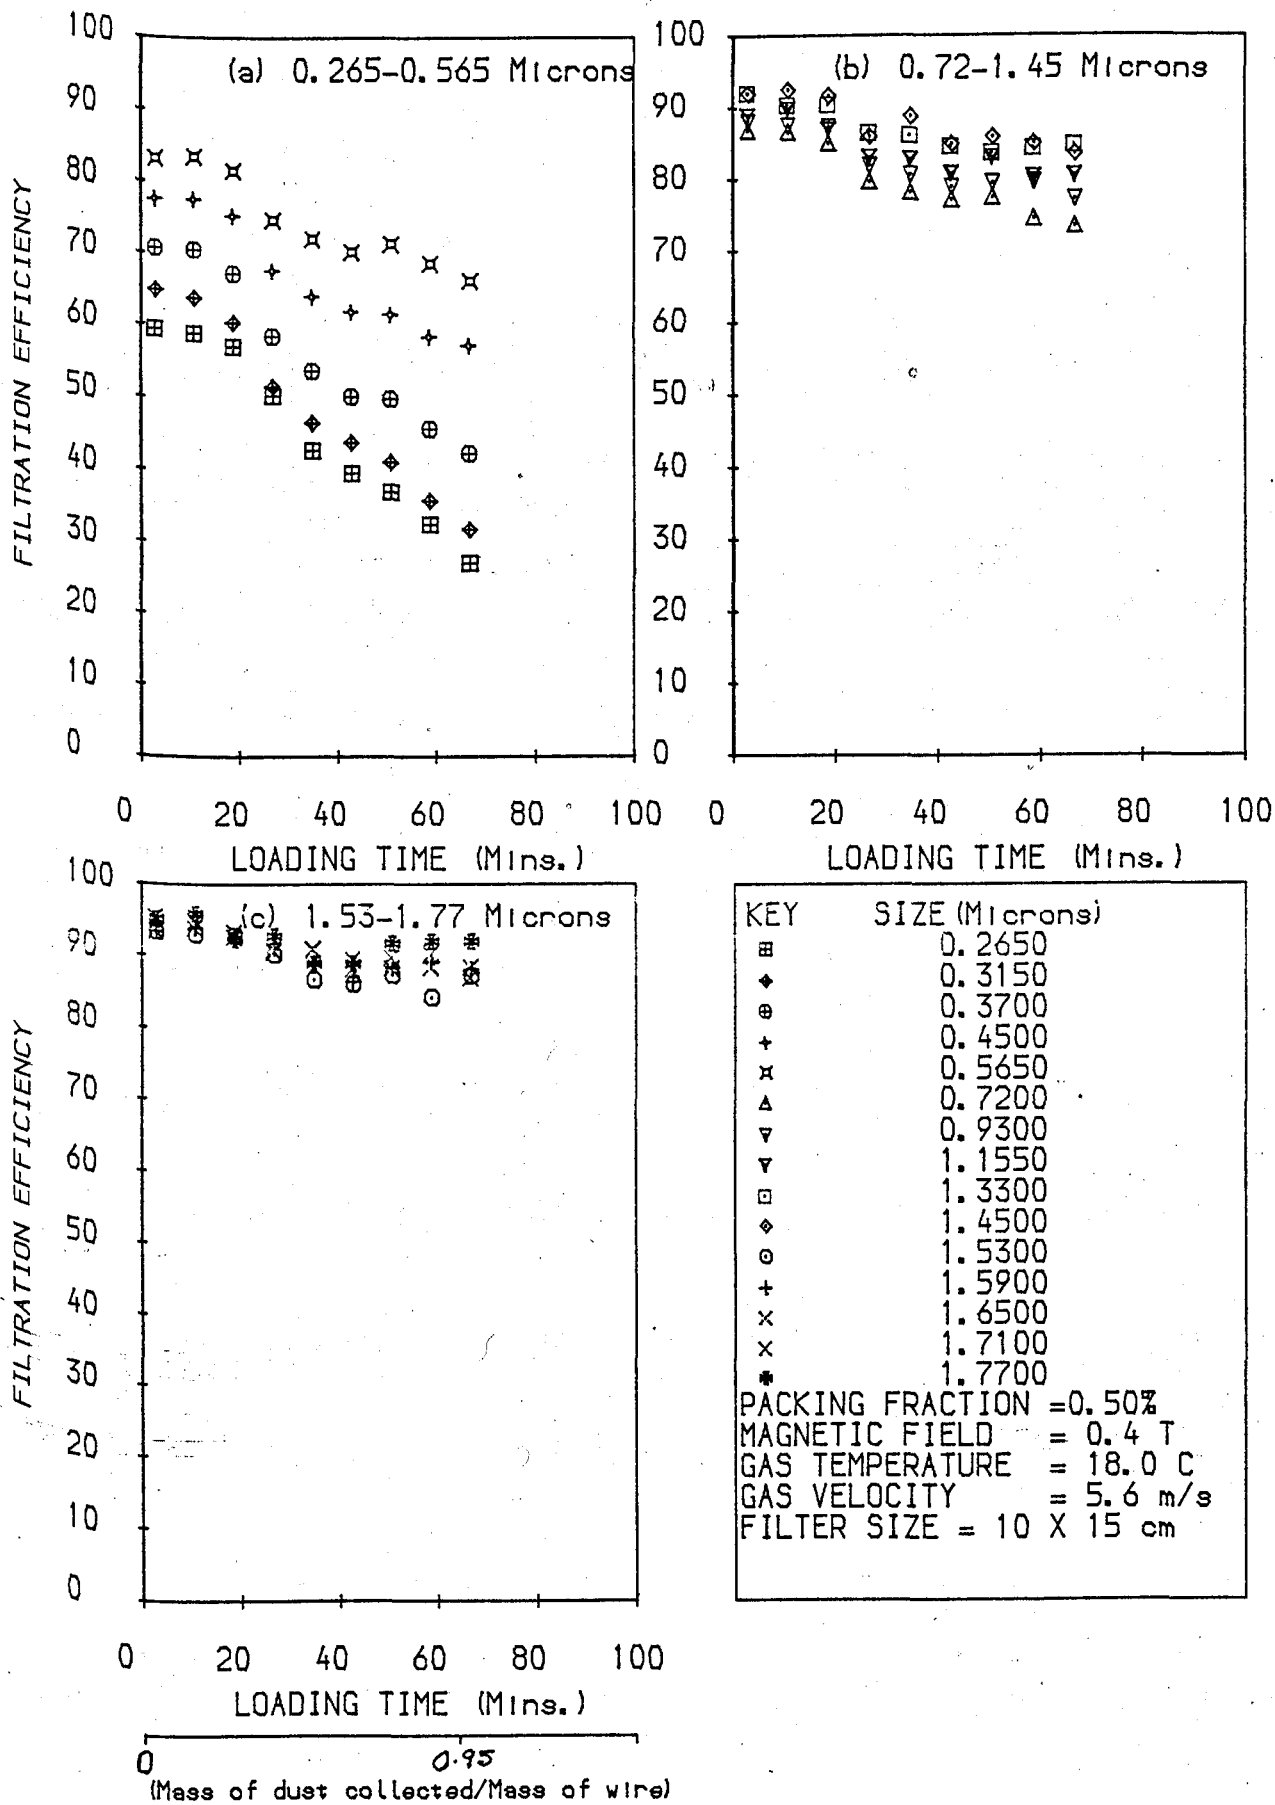 100
90
80
70
60
50
40
30
20
10
0
FILTRATION EFFICIENCY
(a) 0.265-0.565 Microns
0 20 40 60 80 100
LOADING TIME (Mins.)
100
90
80
70
60
50
40
30
20
10
0
(b) 0.72-1.45 Microns
0 20 40 60 80 100
LOADING TIME (Mins.)
100
90
80
70
60
50
40
30
20
10
0
FILTRATION EFFICIENCY
(c) 1.53-1.77 Microns
0 20 40 60 80 100
LOADING TIME (Mins.)
0 0.95
(Mass of dust collected/Mass of wire)
KEY SIZE (Microns)
0.2650
0.3150
0.3700
0.4500
0.5650
0.7200
0.9300
1.1550
1.3300
1.4500
1.5300
1.5900
1.6500
1.7100
1.7700
PACKING FRACTION =0.50%
MAGNETIC FIELD = 0.4 T
GAS TEMPERATURE = 18.0 C
GAS VELOCITY = 5.6 m/s
FILTER SIZE = 10 X 15 cm